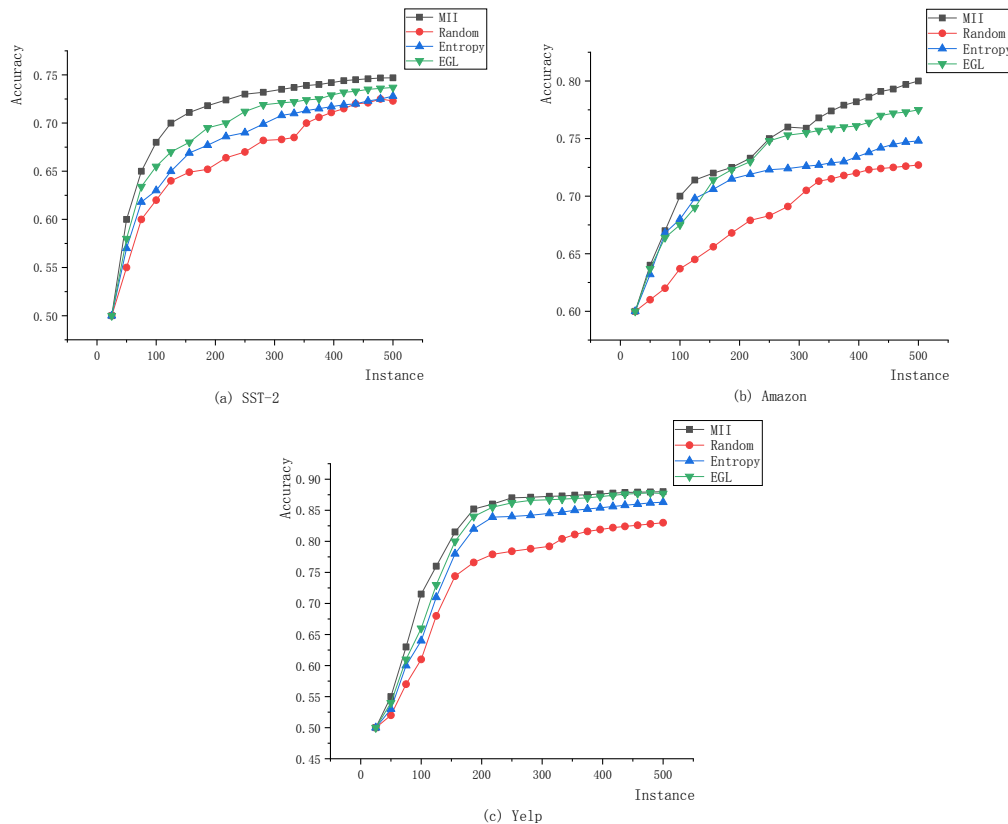 MII
Random
Entropy
EGL
Accuracy
0.75
0.70
0.65
0.60
0.55
0.50
0 100 200 300 400 500
Instance
(a) SST-2
MII
Random
Entropy
EGL
Accuracy
0.80
0.75
0.70
0.65
0.60
0 100 200 300 400 500
Instance
(b) Amazon
MII
Random
Entropy
EGL
Accuracy
0.90
0.85
0.80
0.75
0.70
0.65
0.60
0.55
0.50
0.45
0 100 200 300 400 500
Instance
(c) Yelp